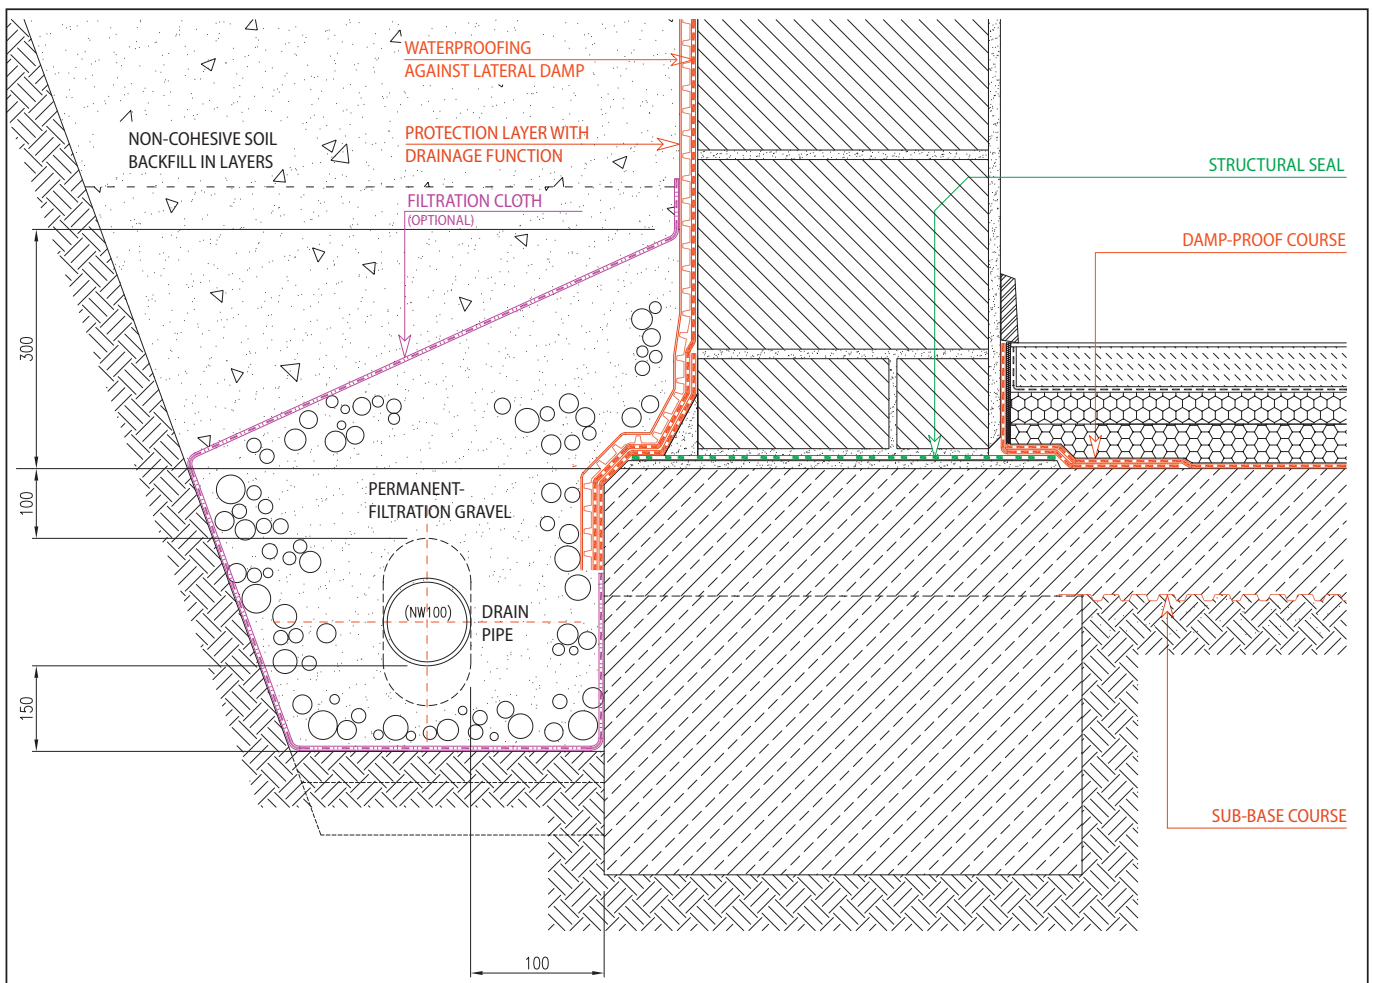 WATERPROOFING
AGAINST LATERAL DAMP
NON-COHESIVE SOIL
BACKFILL IN LAYERS
PROTECTION LAYER WITH
DRAINAGE FUNCTION
STRUCTURAL SEAL
FILTRATION CLOTH
(OPTIONAL)
DAMP-PROOF COURSE
300
100
PERMANENT-
FILTRATION GRAVEL
(NW100)
DRAIN
PIPE
150
SUB-BASE COURSE
100